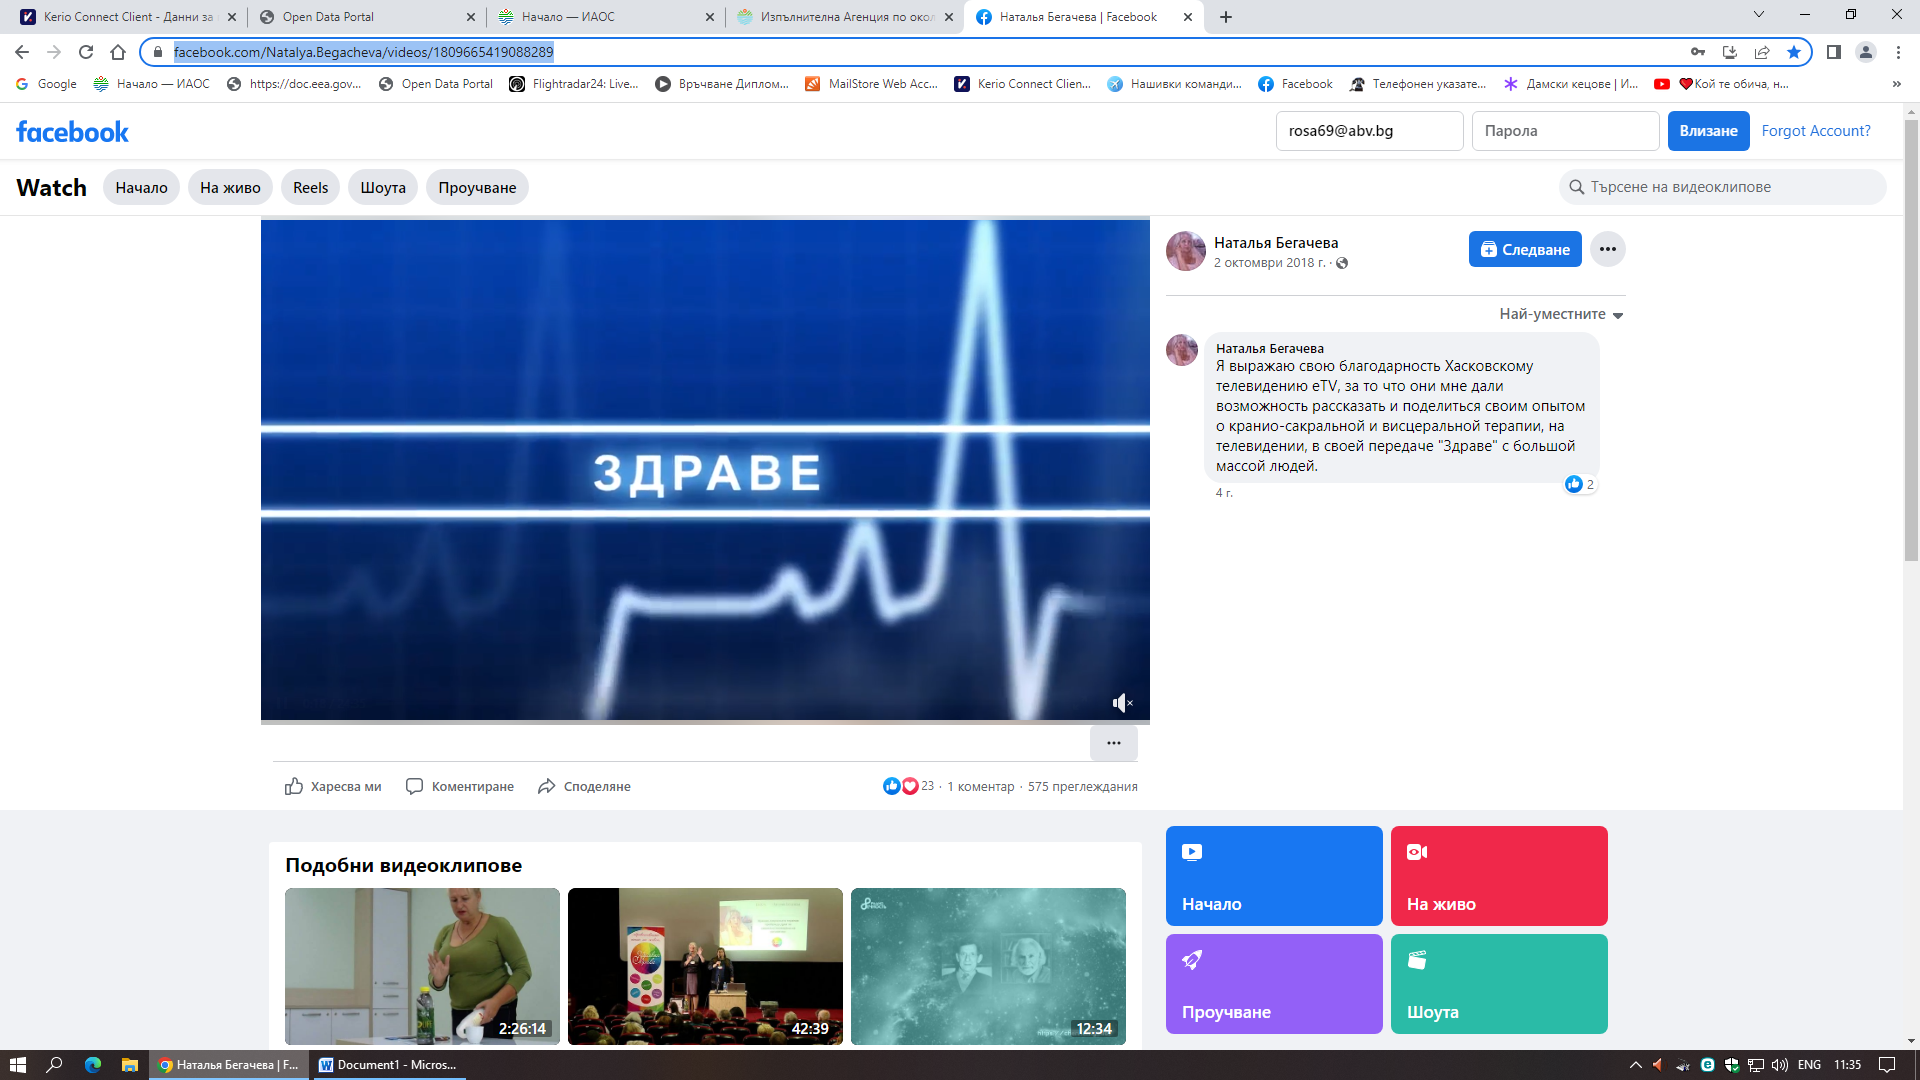 Kerio Connect Client - Данни за
Open Data Portal
Начало — ИАОС
Изпълнителна Агенция по окол
Наталья Бегачева | Facebook
facebook.com/Natalya.Begacheva/videos/1809665419088289
Google
Начало — ИАОС
https://doc.eea.gov...
Open Data Portal
Flightradar24: Live...
Връчване Диплом...
MailStore Web Acc...
Kerio Connect Clien...
Нашивки команди...
Facebook
Телефонен указате...
Дамски кецове | И...
❤Кой те обича, н...
facebook
rosa69@abv.bg
Парола
Влизане
Forgot Account?
Watch
Начало
На живо
Reels
Шоута
Проучване
Търсене на видеоклипове
ЗДРАВЕ
Наталья Бегачева
2 октомври 2018 г. ·
Следване
Най-уместните
Наталья Бегачева
Я выражаю свою благодарность Хасковскому
телевидению eTV, за то что они мне дали
возможность рассказать и поделиться своим опытом
о кранио-сакральной и висцеральной терапии, на
телевидении, в своей передаче "Здраве" с большой
массой людей.
2
4 г.
Харесва ми
Коментиране
Споделяне
23 · 1 коментар · 575 преглеждания
Подобни видеоклипове
2:26:14
42:39
12:34
Начало
На живо
Проучване
Шоута
Наталья Бегачева | F...
Document1 - Micros...
ENG
11:35